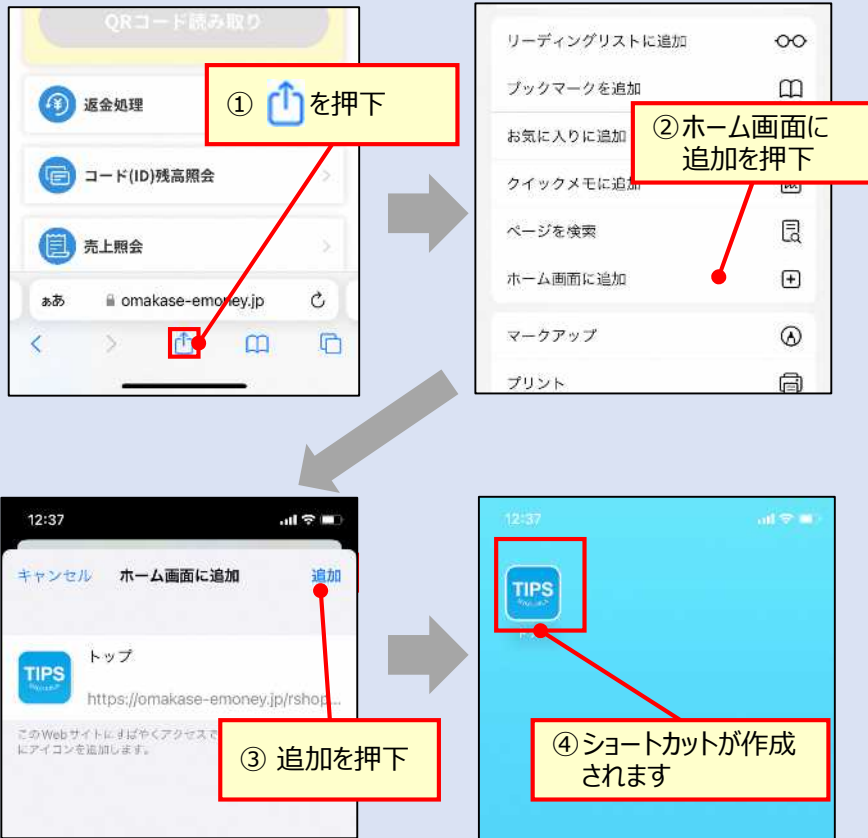 QRコード読み取り
返金処理
① を押下
コード(ID)残高照会
売上照会
ぁあ omakase-emoney.jp
リーディングリストに追加
ブックマークを追加
お気に入りに追加
②ホーム画面に
追加を押下
クイックメモに追加
ページを検索
ホーム画面に追加
マークアップ
プリント
12:37
キャンセル ホーム画面に追加 追加
TIPS
トップ
https://omakase-emoney.jp/rshop...
このWebサイトにすばやくアクセスで
にアイコンを追加します。
③ 追加を押下
12:37
TIPS
④ショートカットが作成
されます